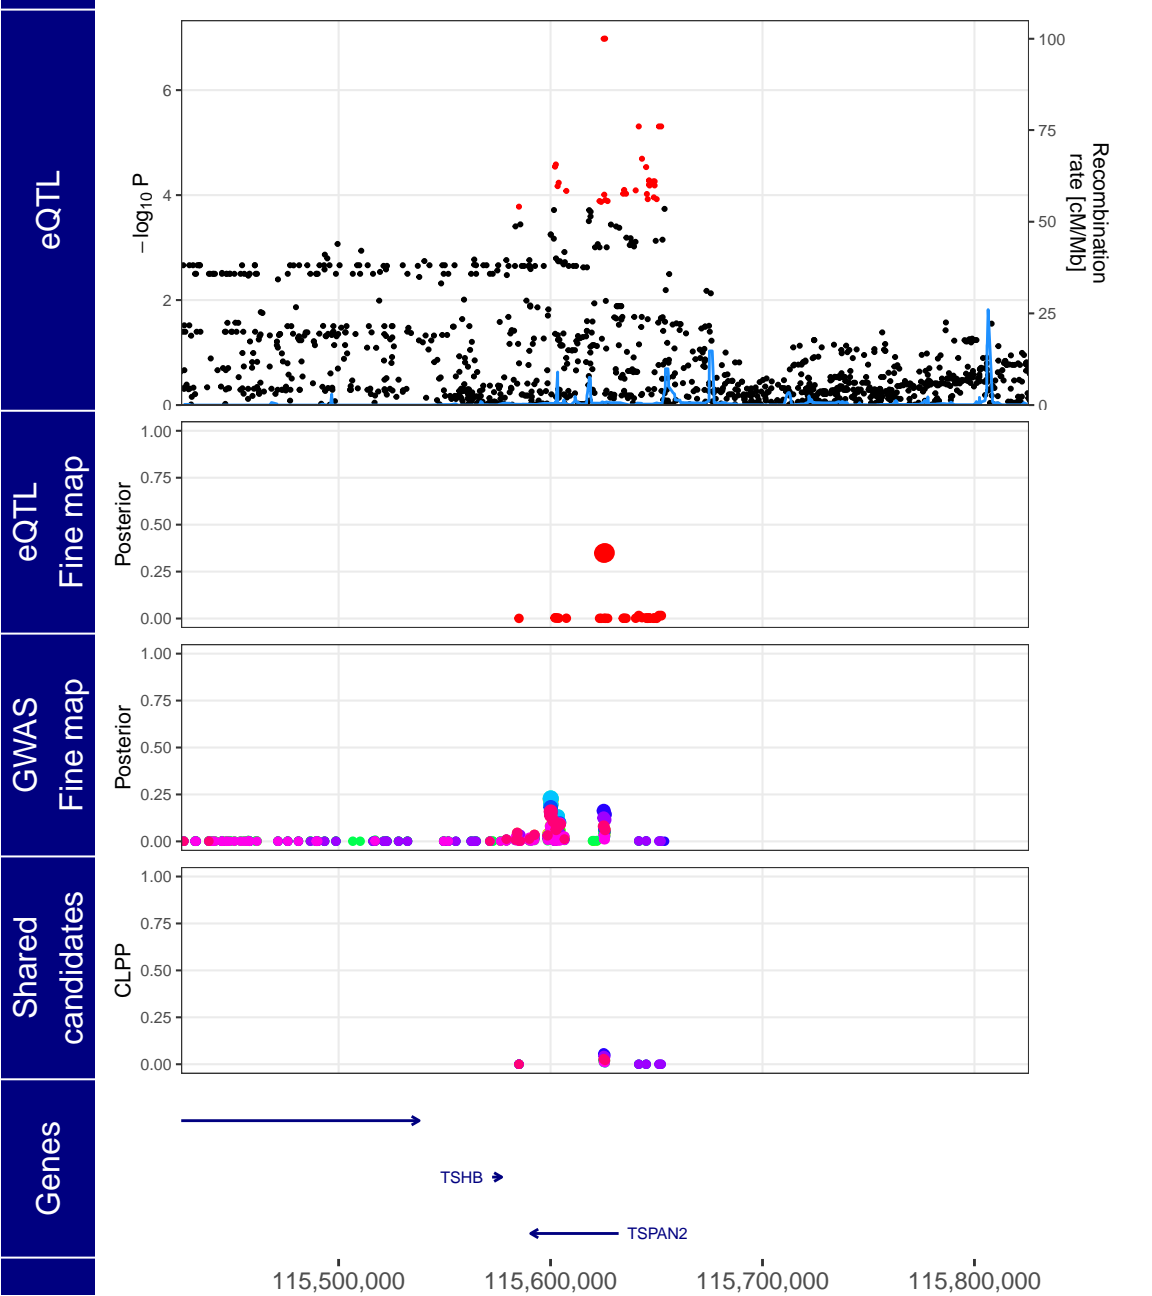 eQTL
−log10 P
6
4
2
0
100
75
50
25
0
Recombination
rate [cM/Mb]
eQTL
Fine map
Posterior
1.00
0.75
0.50
0.25
0.00
GWAS
Fine map
Posterior
1.00
0.75
0.50
0.25
0.00
Shared
candidates
CLPP
1.00
0.75
0.50
0.25
0.00
Genes
TSHB
TSPAN2
115,500,000
115,600,000
115,700,000
115,800,000